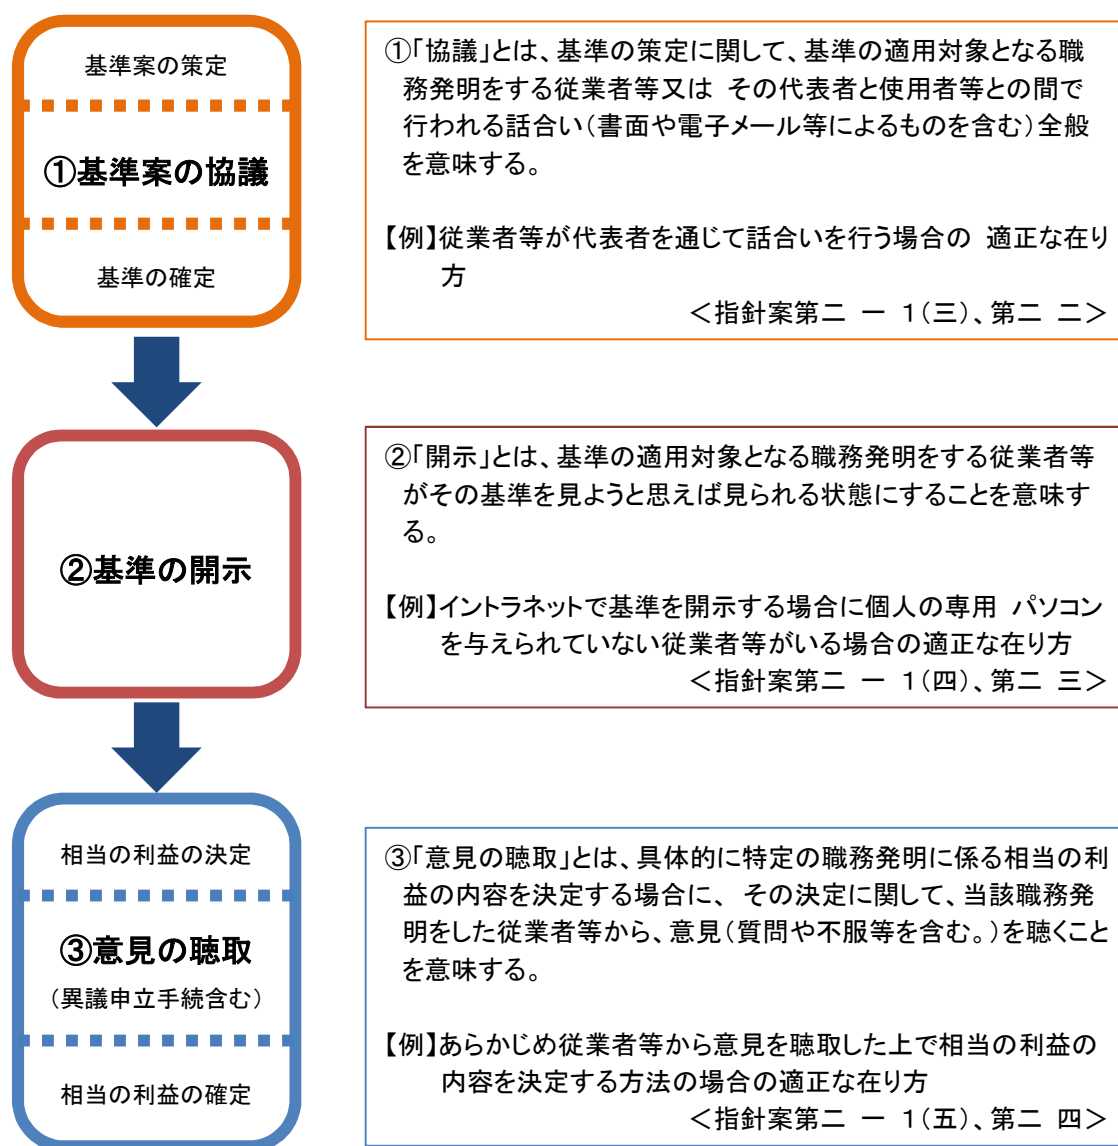 基準案の策定
①基準案の協議
基準の確定
①「協議」とは、基準の策定に関して、基準の適用対象となる職
務発明をする従業者等又は その代表者と使用者等との間で
行われる話合い(書面や電子メール等によるものを含む)全般
を意味する。
【例】従業者等が代表者を通じて話合いを行う場合の 適正な在り
方
<指針案第二 一 1(三)、第二 二>
②基準の開示
②「開示」とは、基準の適用対象となる職務発明をする従業者等
がその基準を見ようと思えば見られる状態にすることを意味す
る。
【例】イントラネットで基準を開示する場合に個人の専用 パソコン
を与えられていない従業者等がいる場合の適正な在り方
<指針案第二 一 1(四)、第二 三>
相当の利益の決定
③意見の聴取
(異議申立手続含む)
相当の利益の確定
③「意見の聴取」とは、具体的に特定の職務発明に係る相当の利
益の内容を決定する場合に、 その決定に関して、当該職務発
明をした従業者等から、意見(質問や不服等を含む。)を聴くこと
を意味する。
【例】あらかじめ従業者等から意見を聴取した上で相当の利益の
内容を決定する方法の場合の適正な在り方
<指針案第二 一 1(五)、第二 四>